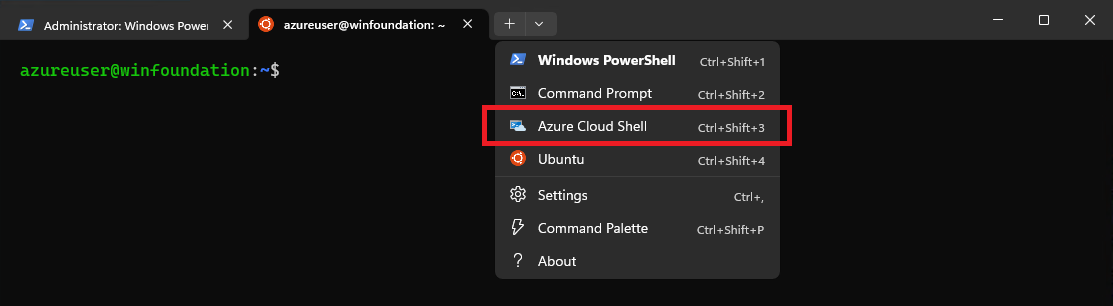 Administrator: Windows Power
azureuser@winfoundation: ~
azureuser@winfoundation:~$
Windows PowerShell Ctrl+Shift+1
Command Prompt Ctrl+Shift+2
Azure Cloud Shell Ctrl+Shift+3
Ubuntu Ctrl+Shift+4
Settings Ctrl+,
Command Palette Ctrl+Shift+P
About